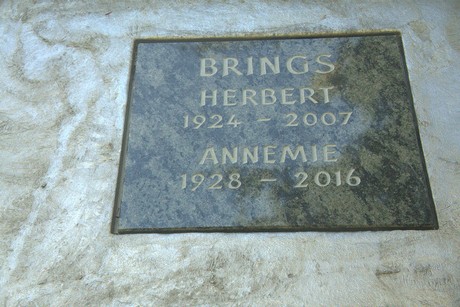 BRINGS
HERBERT
1924 – 2007
ANNEMIE
1928 – 2016